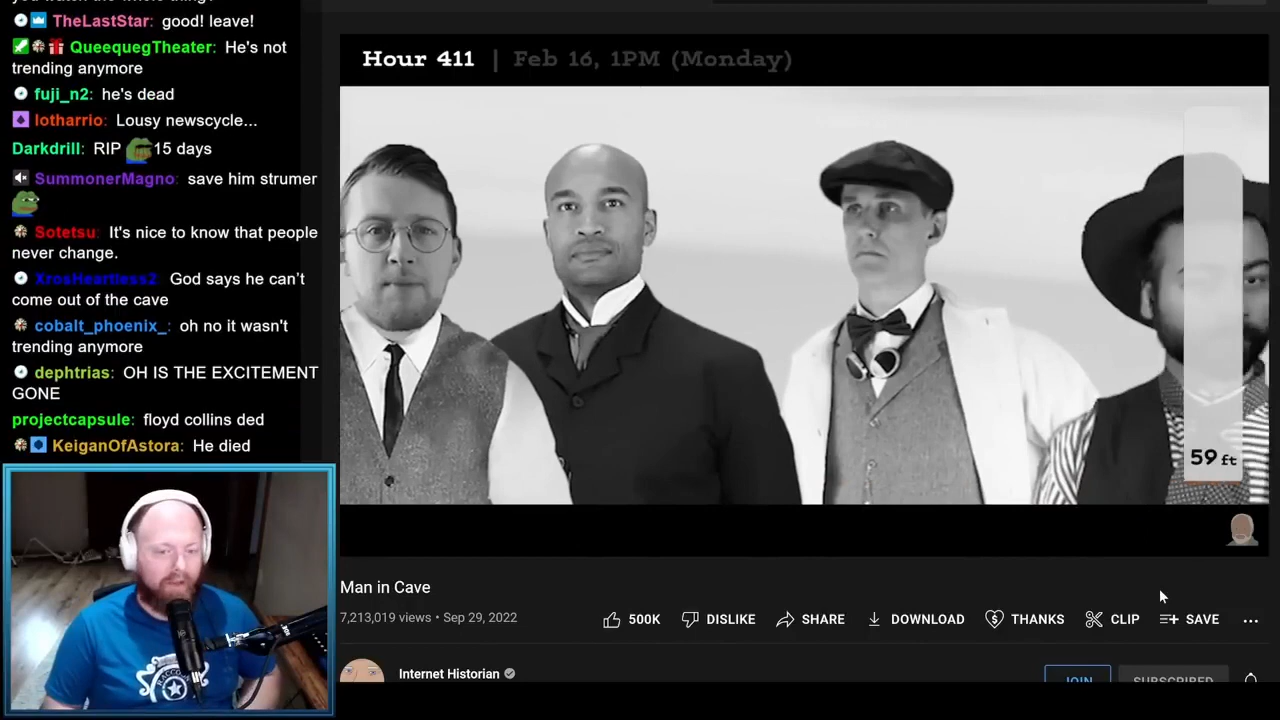 TheLastStar: good! leave!
QueequegTheater: He's not
trending anymore
fuji_n2: he's dead
lotharrio: Lousy newscycle...
Darkdrill: RIP 15 days
SummonerMagno: save him strumer
Sotetsu: It's nice to know that people
never change.
XrosHeartless2: God says he can't
come out of the cave
cobalt_phoenix_: oh no it wasn't
trending anymore
dephtrias: OH IS THE EXCITEMENT
GONE
projectcapsule: floyd collins ded
KeiganOfAstora: He died
Hour 411 | Feb 16, 1PM (Monday)
59 ft
Man in Cave
7,213,019 views • Sep 29, 2022
500K DISLIKE SHARE DOWNLOAD THANKS CLIP SAVE
Internet Historian
JOIN SUBSCRIBED